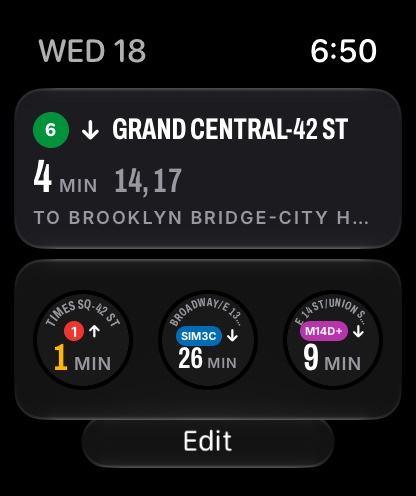 WED 18 6:50
6 ↓ GRAND CENTRAL-42 ST
4 MIN 14, 17
TO BROOKLYN BRIDGE-CITY H...
TIMES SQ-42 ST
1 ↑
1 MIN
BROADWAY/E 13...
SIM3C ↓
26 MIN
E 14 ST/UNION S...
M14D+ ↓
9 MIN
Edit